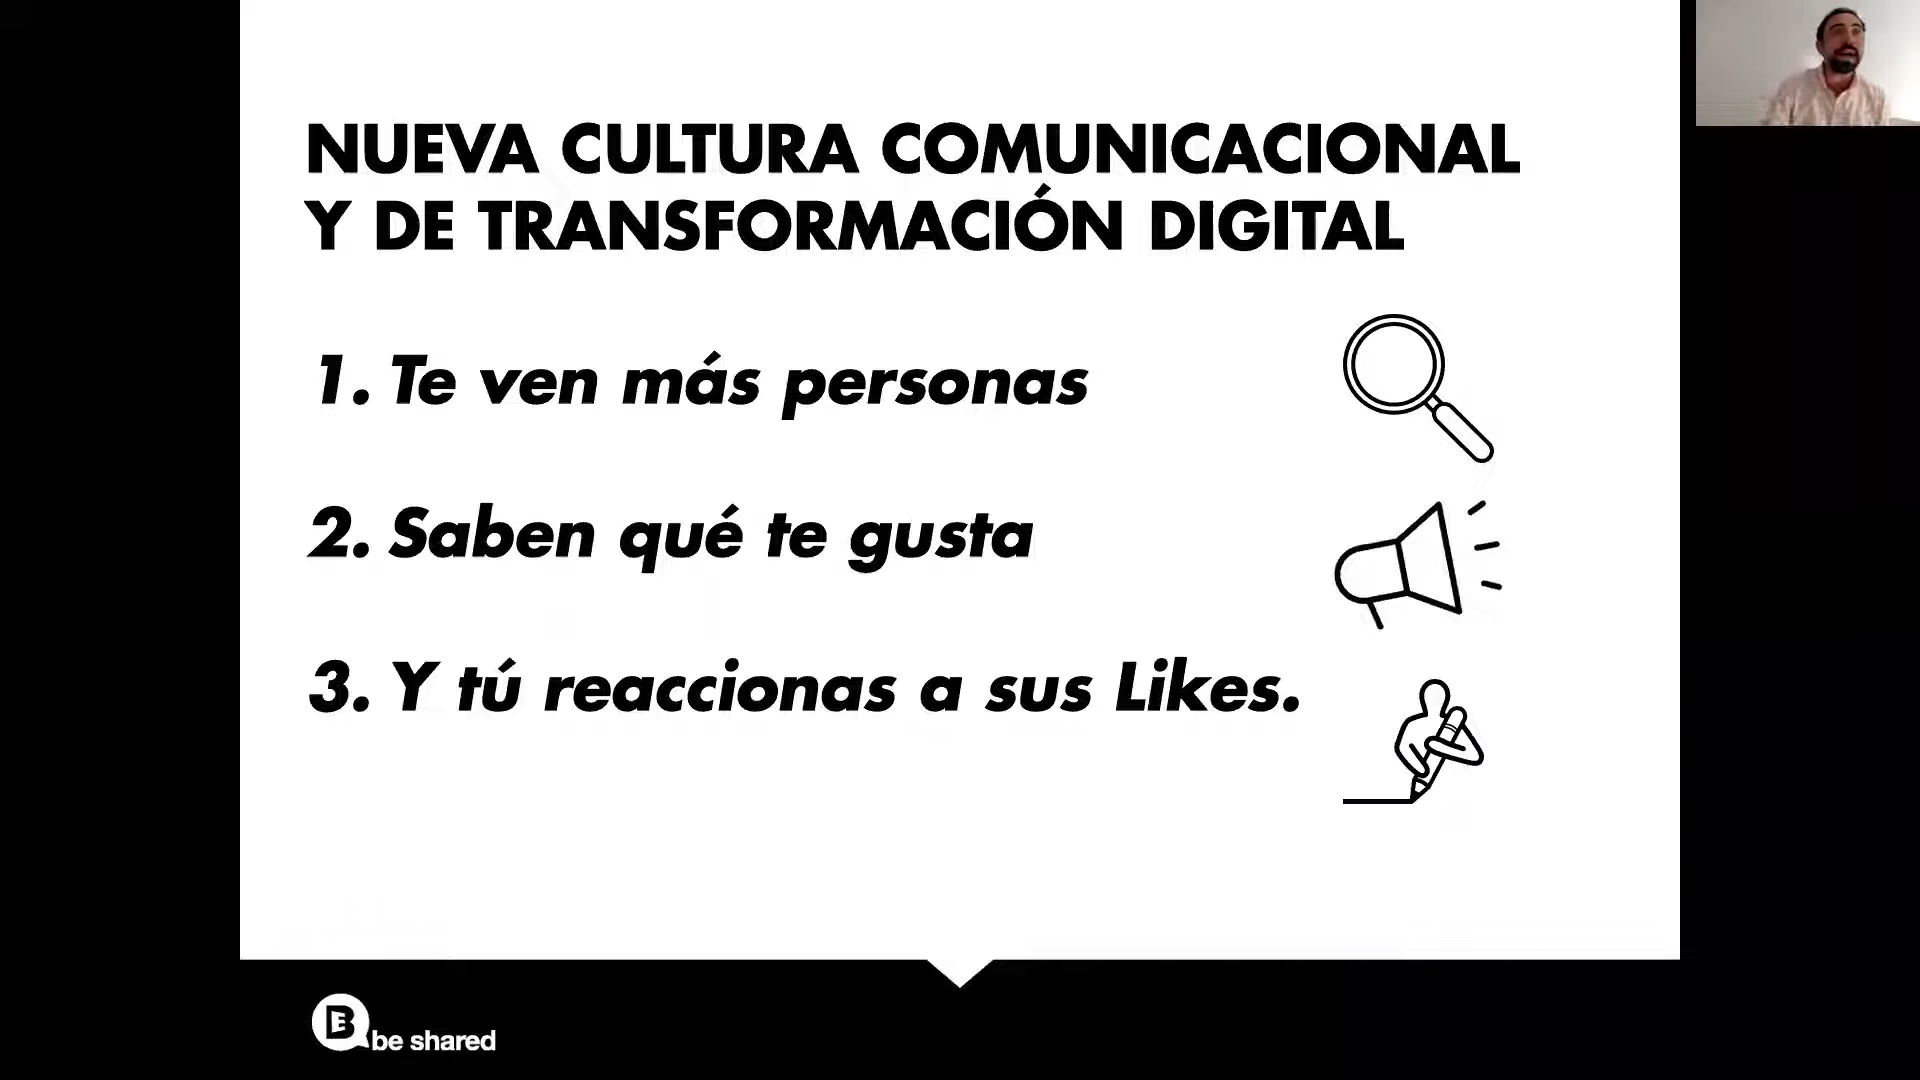 NUEVA CULTURA COMUNICACIONAL
Y DE TRANSFORMACIÓN DIGITAL
1. Te ven más personas
2. Saben qué te gusta
3. Y tú reaccionas a sus Likes.
B be shared